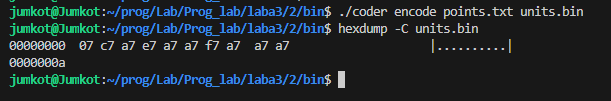 jumkot@Jumkot:~/prog/Lab/Prog_lab/laba3/2/bin$ ./coder encode points.txt units.bin
jumkot@Jumkot:~/prog/Lab/Prog_lab/laba3/2/bin$ hexdump -C units.bin
00000000  07 c7 a7 e7 a7 a7 f7 a7  a7 a7                    |..........|
0000000a
jumkot@Jumkot:~/prog/Lab/Prog_lab/laba3/2/bin$